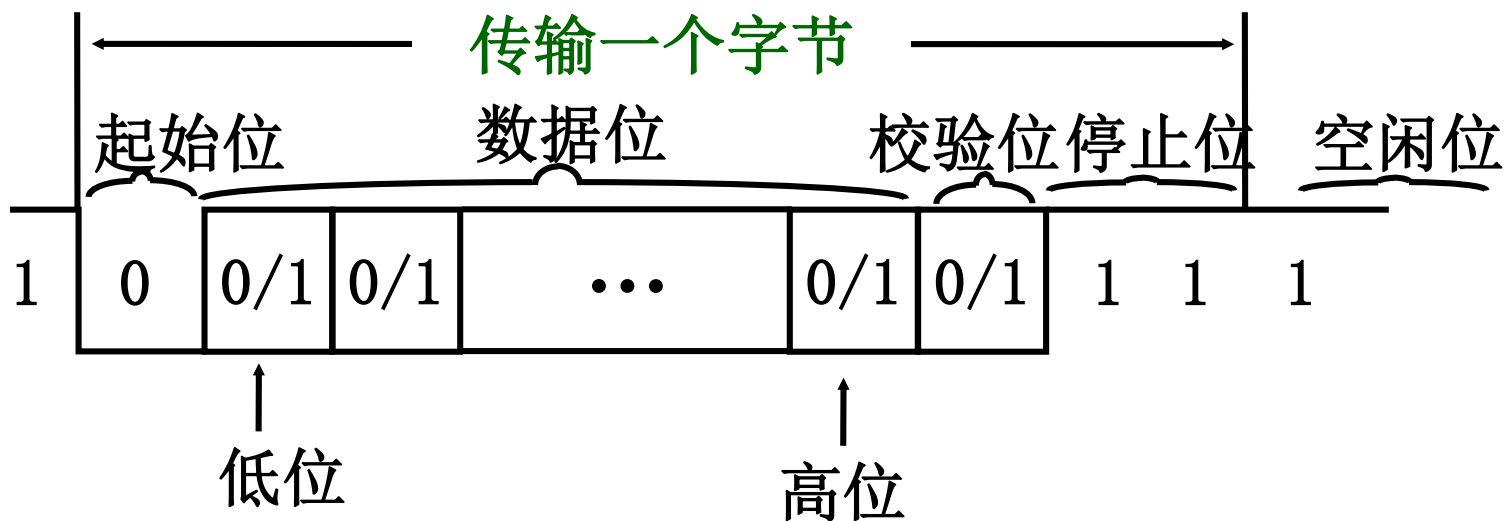 传输一个字节
起始位 数据位 校验位 停止位 空闲位
1 0 0/1 0/1 ••• 0/1 0/1 1 1 1
低位 高位